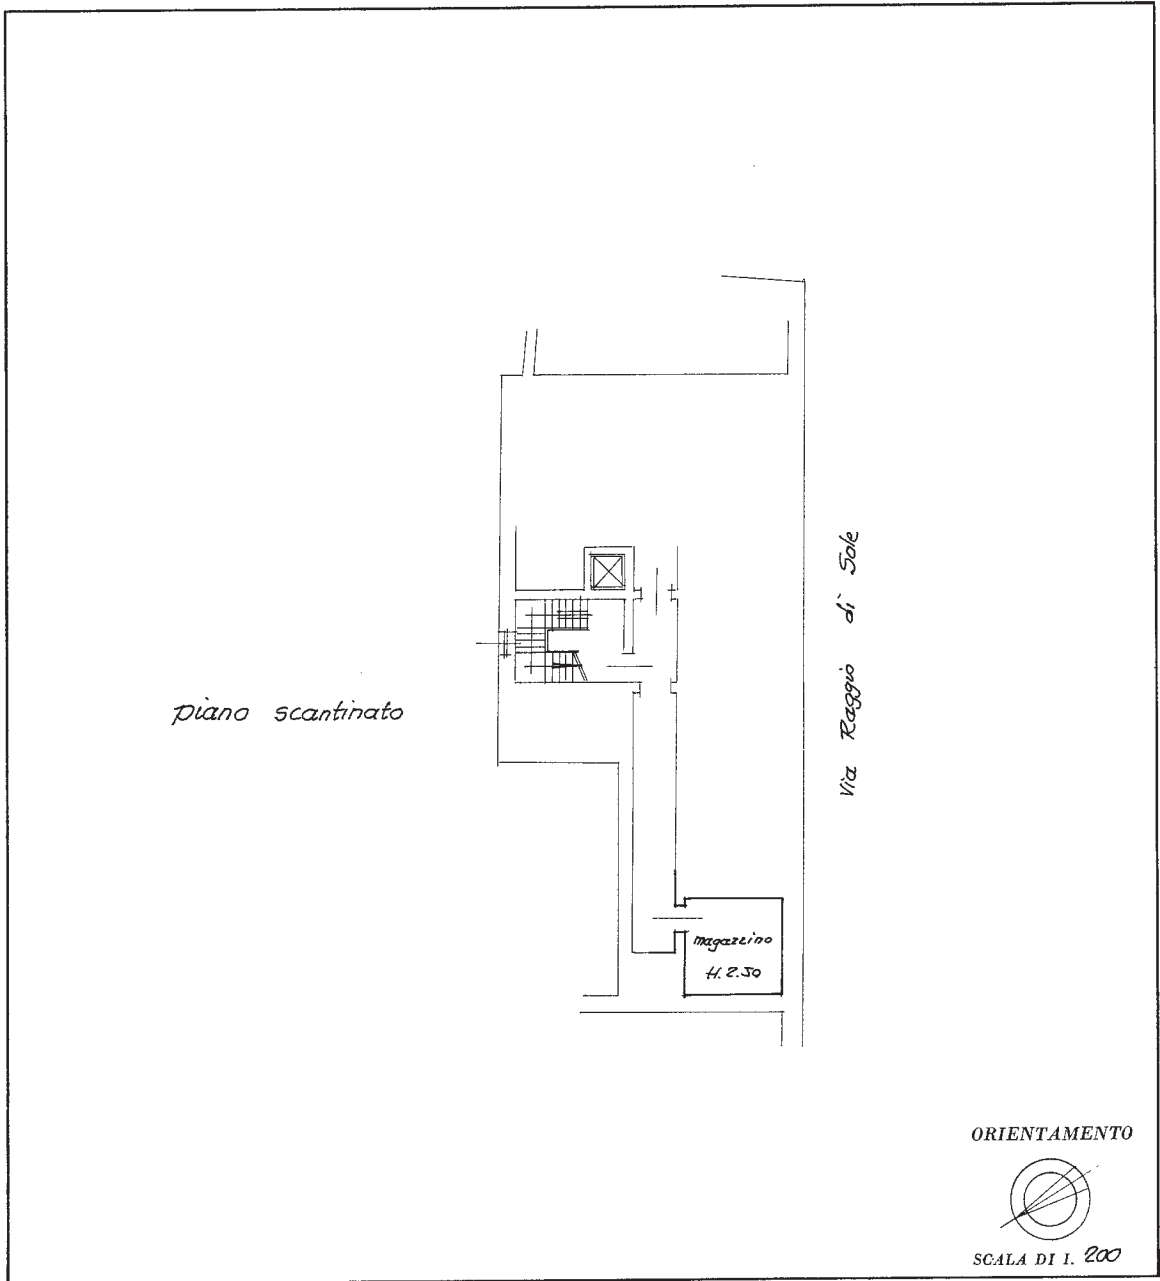 Via Raggio di Sole
piano scantinato
magazzino
H. 2.50
ORIENTAMENTO
SCALA DI 1. 200